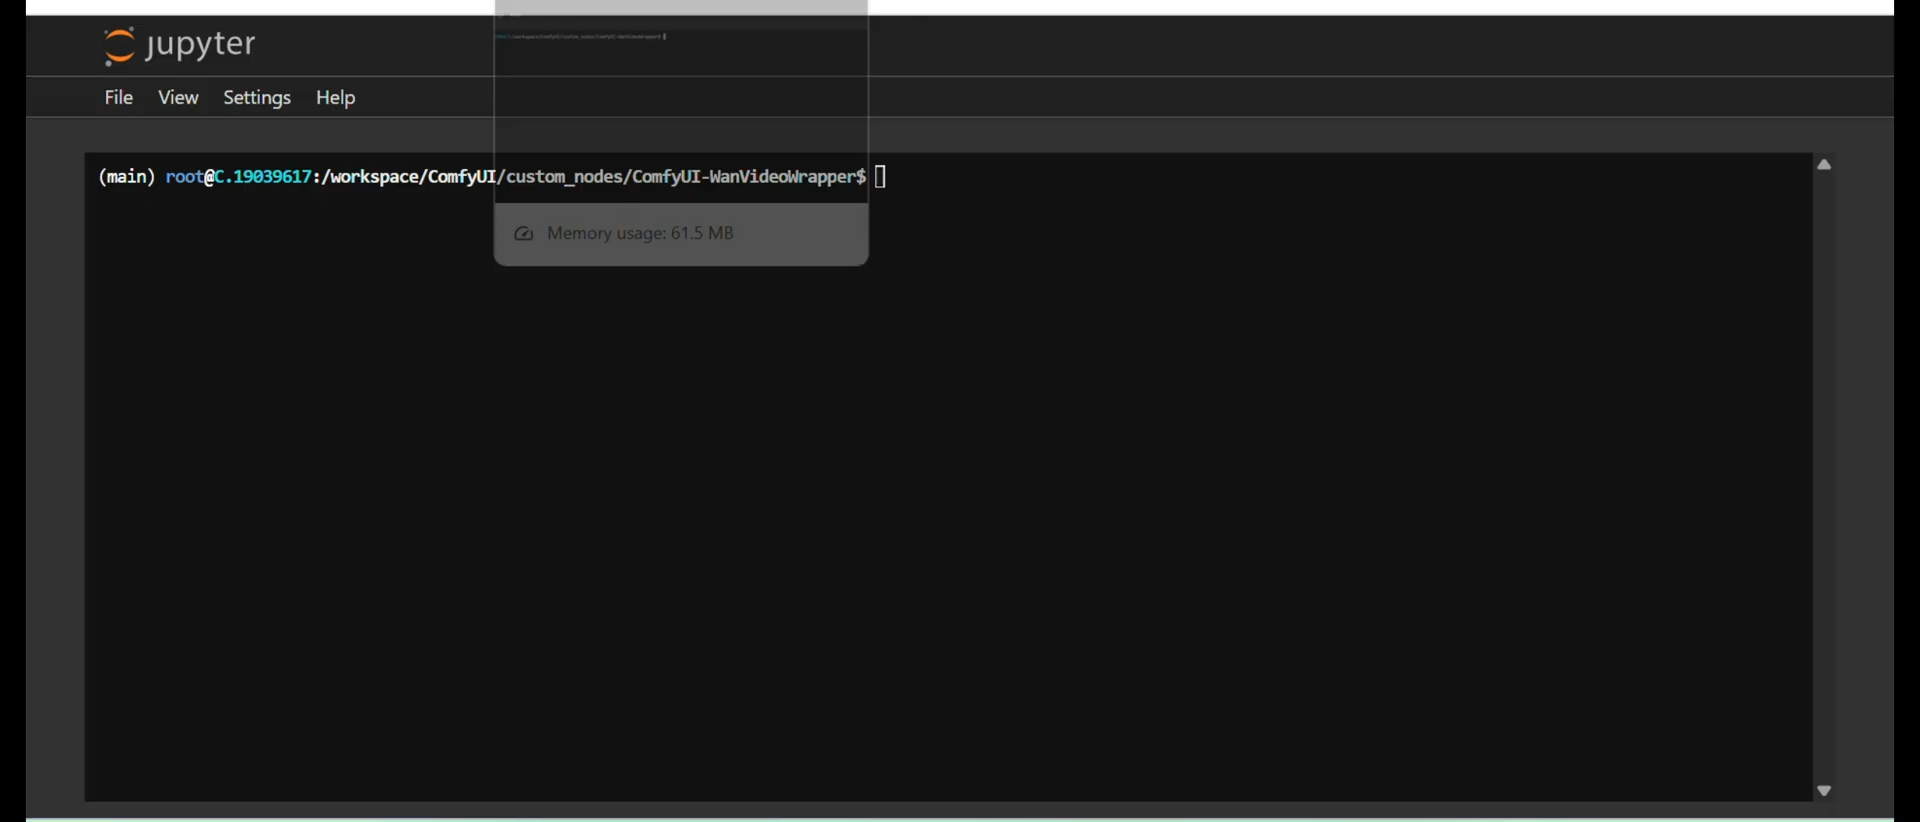 jupyter
File View Settings Help
(main) root@C.19039617:/workspace/ComfyUI/custom_nodes/ComfyUI-WanVideoWrapper$
Memory usage: 61.5 MB